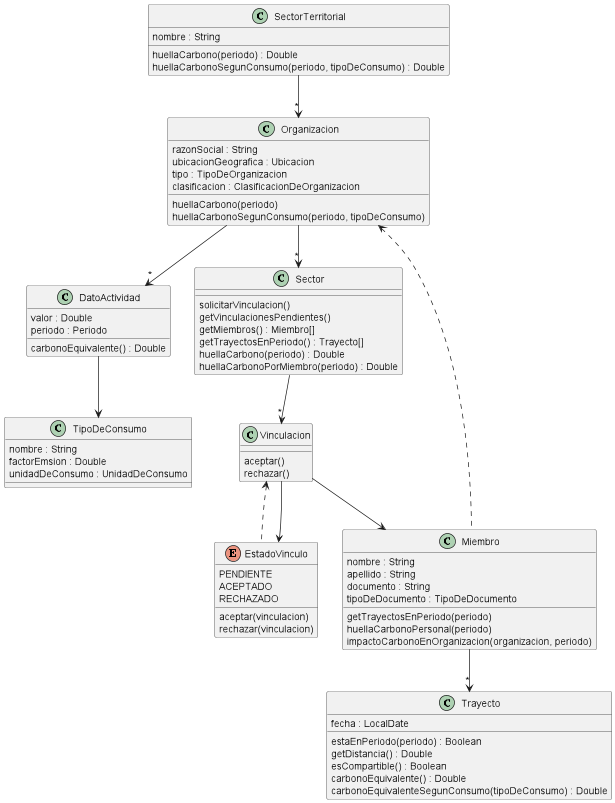 C SectorTerritorial
nombre : String
huellaCarbono(periodo) : Double
huellaCarbonoSegunConsumo(periodo, tipoDeConsumo) : Double
*
C Organizacion
razonSocial : String
ubicacionGeografica : Ubicacion
tipo : TipoDeOrganizacion
clasificacion : ClasificacionDeOrganizacion
huellaCarbono(periodo)
huellaCarbonoSegunConsumo(periodo, tipoDeConsumo)
*
*
C DatoActividad
valor : Double
periodo : Periodo
carbonoEquivalente() : Double
C Sector
solicitarVinculacion()
getVinculacionesPendientes()
getMiembros() : Miembro[]
getTrayectosEnPeriodo() : Trayecto[]
huellaCarbono(periodo) : Double
huellaCarbonoPorMiembro(periodo) : Double
*
C TipoDeConsumo
nombre : String
factorEmsion : Double
unidadDeConsumo : UnidadDeConsumo
C Vinculacion
aceptar()
rechazar()
E EstadoVinculo
PENDIENTE
ACEPTADO
RECHAZADO
aceptar(vinculacion)
rechazar(vinculacion)
C Miembro
nombre : String
apellido : String
documento : String
tipoDeDocumento : TipoDeDocumento
getTrayectosEnPeriodo(periodo)
huellaCarbonoPersonal(periodo)
impactoCarbonoEnOrganizacion(organizacion, periodo)
*
C Trayecto
fecha : LocalDate
estaEnPeriodo(periodo) : Boolean
getDistancia() : Double
esCompartible() : Boolean
carbonoEquivalente() : Double
carbonoEquivalenteSegunConsumo(tipoDeConsumo) : Double